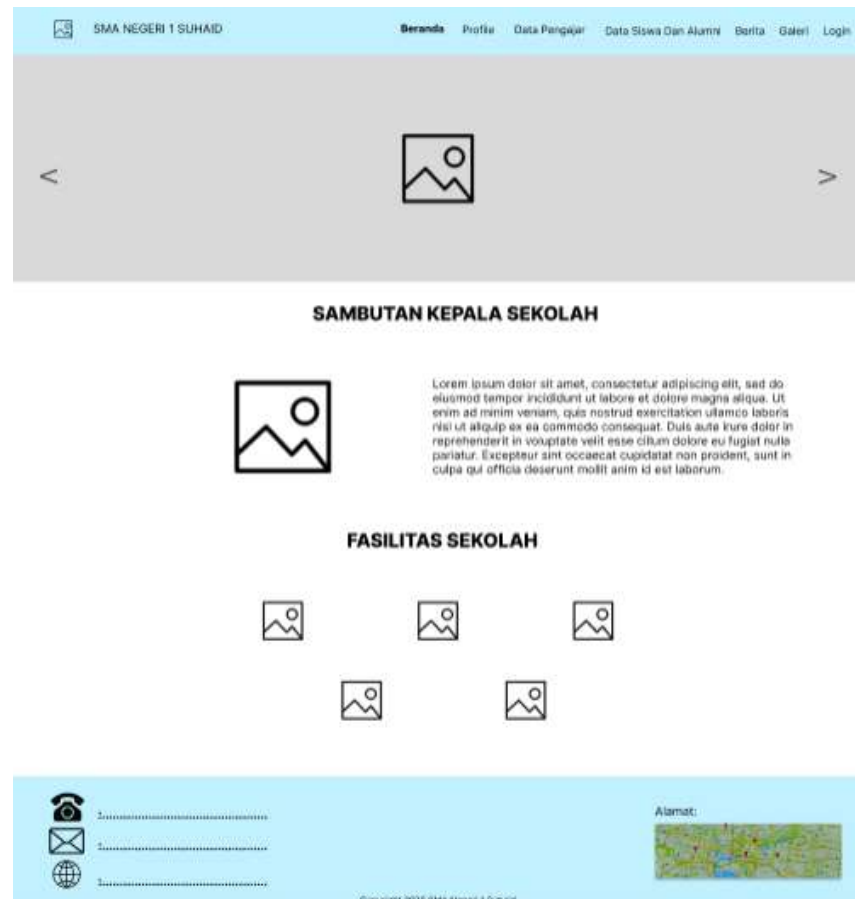 SMA NEGERI 1 SUHAID
Beranda Profile Data Pengajar Data Siswa Dan Alumni Berita Galeri Login
< >
SAMBUTAN KEPALA SEKOLAH
Lorem ipsum dolor sit amet, consectetur adipiscing elit, sed do
eiusmod tempor incididunt ut labore et dolore magna aliqua. Ut
enim ad minim veniam, quis nostrud exercitation ullamco laboris
nisi ut aliquip ex ea commodo consequat. Duis aute irure dolor in
reprehenderit in voluptate velit esse cillum dolore eu fugiat nulla
pariatur. Excepteur sint occaecat cupidatat non proident, sunt in
culpa qui officia deserunt mollit anim id est laborum.
FASILITAS SEKOLAH
:..........................................
Alamat:
:..........................................
:..........................................